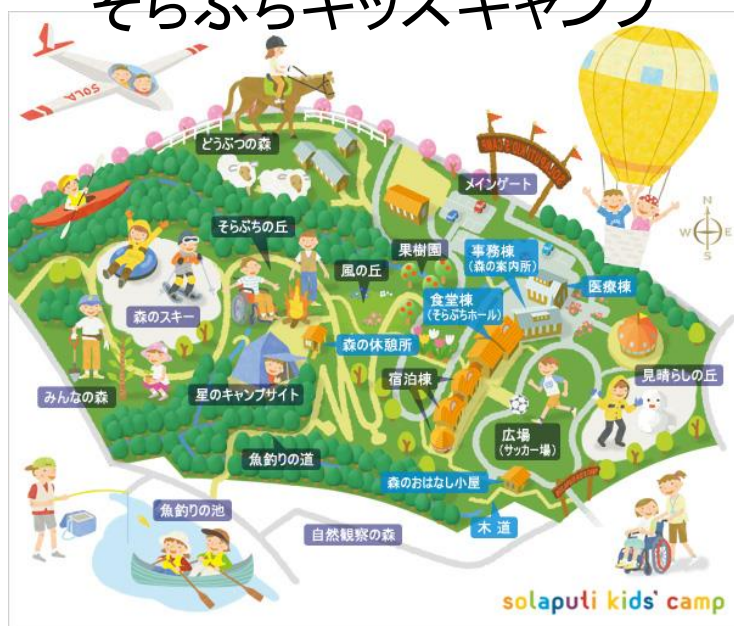 そらぷちキッズキャンプ
SOLA
どうぶつの森
メインゲート
N
W E
S
そらぷちの丘
果樹園
事務棟
(森の案内所)
風の丘
医療棟
食堂棟
(そらぷちホール)
森のスキー
森の休憩所
宿泊棟
見晴らしの丘
みんなの森
星のキャンプサイト
広場
(サッカー場)
魚釣りの道
森のおはなし小屋
魚釣りの池
自然観察の森
木道
solaputi kids' camp